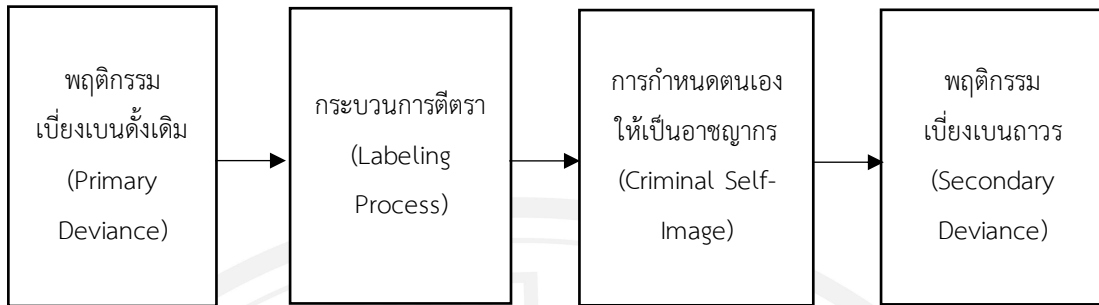 พฤติกรรม
เบี่ยงเบนดั้งเดิม
(Primary
Deviance)
กระบวนการตีตรา
(Labeling
Process)
การกำหนดตนเอง
ให้เป็นอาชญากร
(Criminal Self-
Image)
พฤติกรรม
เบี่ยงเบนถาวร
(Secondary
Deviance)